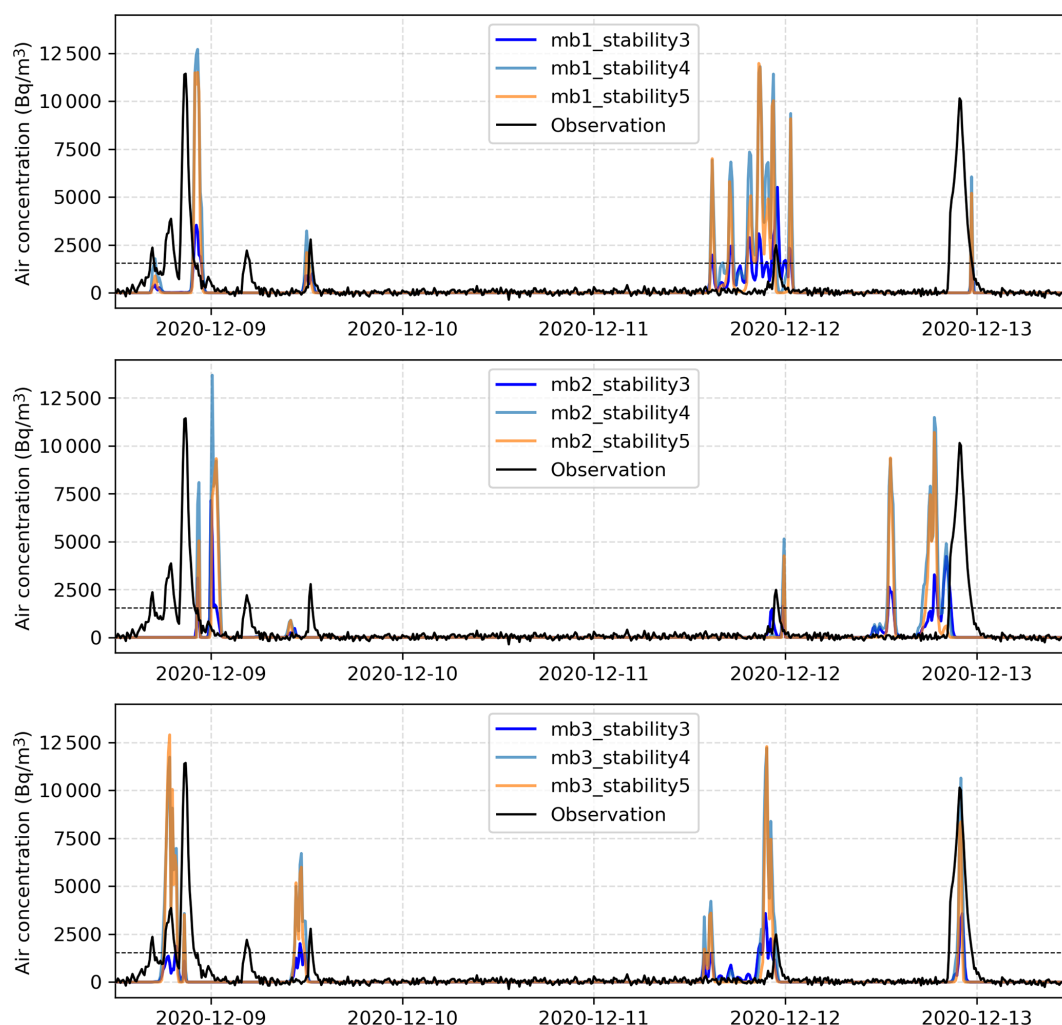 Air concentration (Bq/m³)
12 500
10 000
7500
5000
2500
0
mb1_stability3
mb1_stability4
mb1_stability5
Observation
2020-12-09 2020-12-10 2020-12-11 2020-12-12 2020-12-13
Air concentration (Bq/m³)
12 500
10 000
7500
5000
2500
0
mb2_stability3
mb2_stability4
mb2_stability5
Observation
2020-12-09 2020-12-10 2020-12-11 2020-12-12 2020-12-13
Air concentration (Bq/m³)
12 500
10 000
7500
5000
2500
0
mb3_stability3
mb3_stability4
mb3_stability5
Observation
2020-12-09 2020-12-10 2020-12-11 2020-12-12 2020-12-13